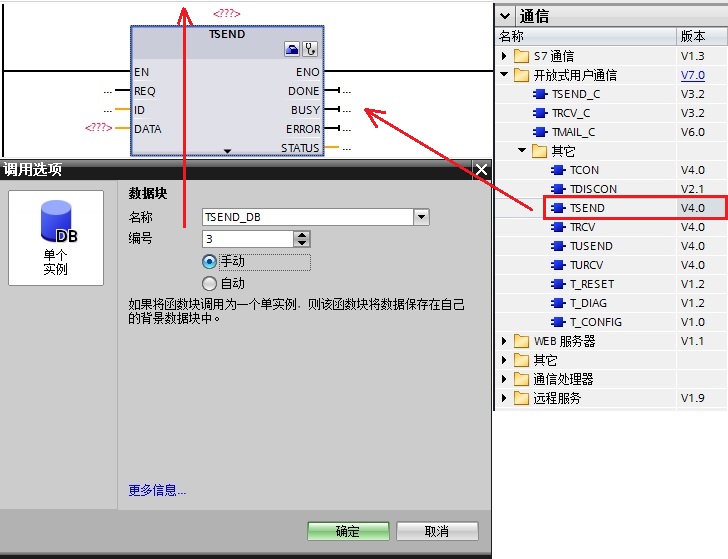 <???>
TSEND
EN ENO
... REQ DONE ...
... ID BUSY ...
<???> DATA ERROR ...
STATUS ...
调用选项
DB
单个
实例
数据块
名称 TSEND_DB
编号 3
手动
自动
如果将函数块调用为一个单实例，则该函数块将数据保存在自己
的背景数据块中。
更多信息...
确定 取消
通信
名称 版本
S7 通信 V1.3
开放式用户通信 V7.0
TSEND_C V3.2
TRCV_C V3.2
TMAIL_C V6.0
其它
TCON V4.0
TDISCON V2.1
TSEND V4.0
TRCV V4.0
TUSEND V4.0
TURCV V4.0
T_RESET V1.2
T_DIAG V1.2
T_CONFIG V1.0
WEB 服务器 V1.1
其它
通信处理器
远程服务 V1.9